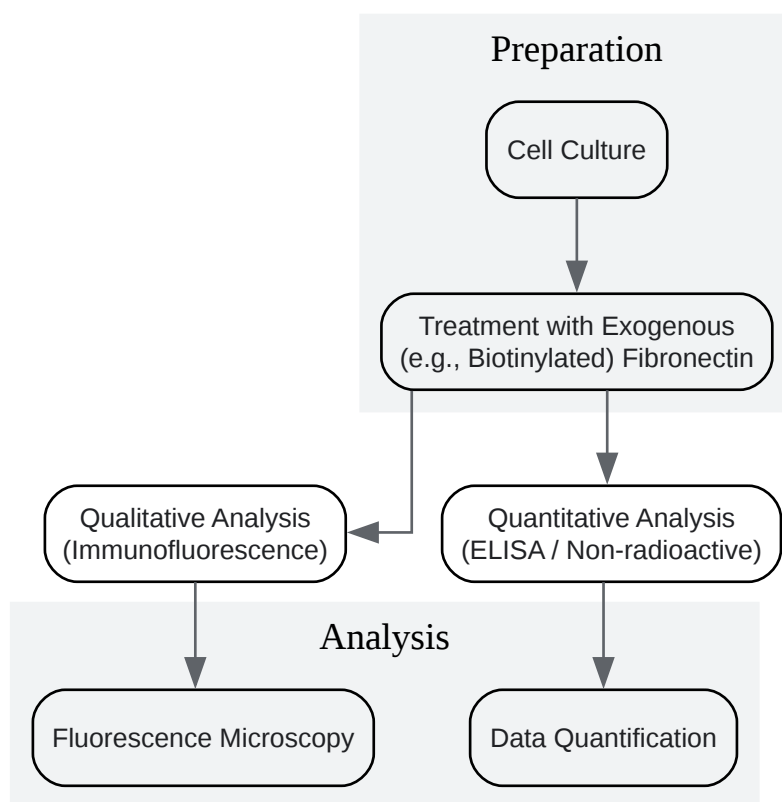 Preparation
Cell Culture
Treatment with Exogenous
(e.g., Biotinylated) Fibronectin
Qualitative Analysis
(Immunofluorescence)
Quantitative Analysis
(ELISA / Non-radioactive)
Analysis
Fluorescence Microscopy
Data Quantification